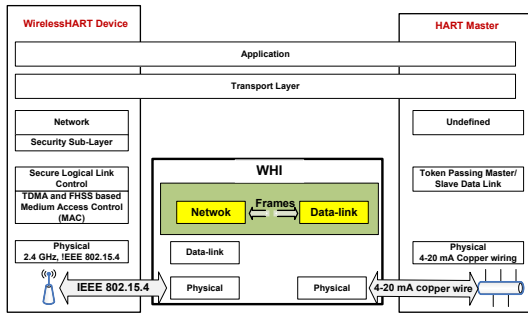 WirelessHART Device
HART Master
Application
Transport Layer
Network
Undefined
Security Sub-Layer
WHI
Secure Logical Link
Control
Token Passing Master/
Slave Data Link
TDMA and FHSS based
Medium Access Control
(MAC)
Netwok
Frames
Data-link
Physical
2.4 GHz, !EEE 802.15.4
Data-link
Physical
4-20 mA Copper wiring
IEEE 802.15.4
Physical
Physical
4-20 mA copper wire